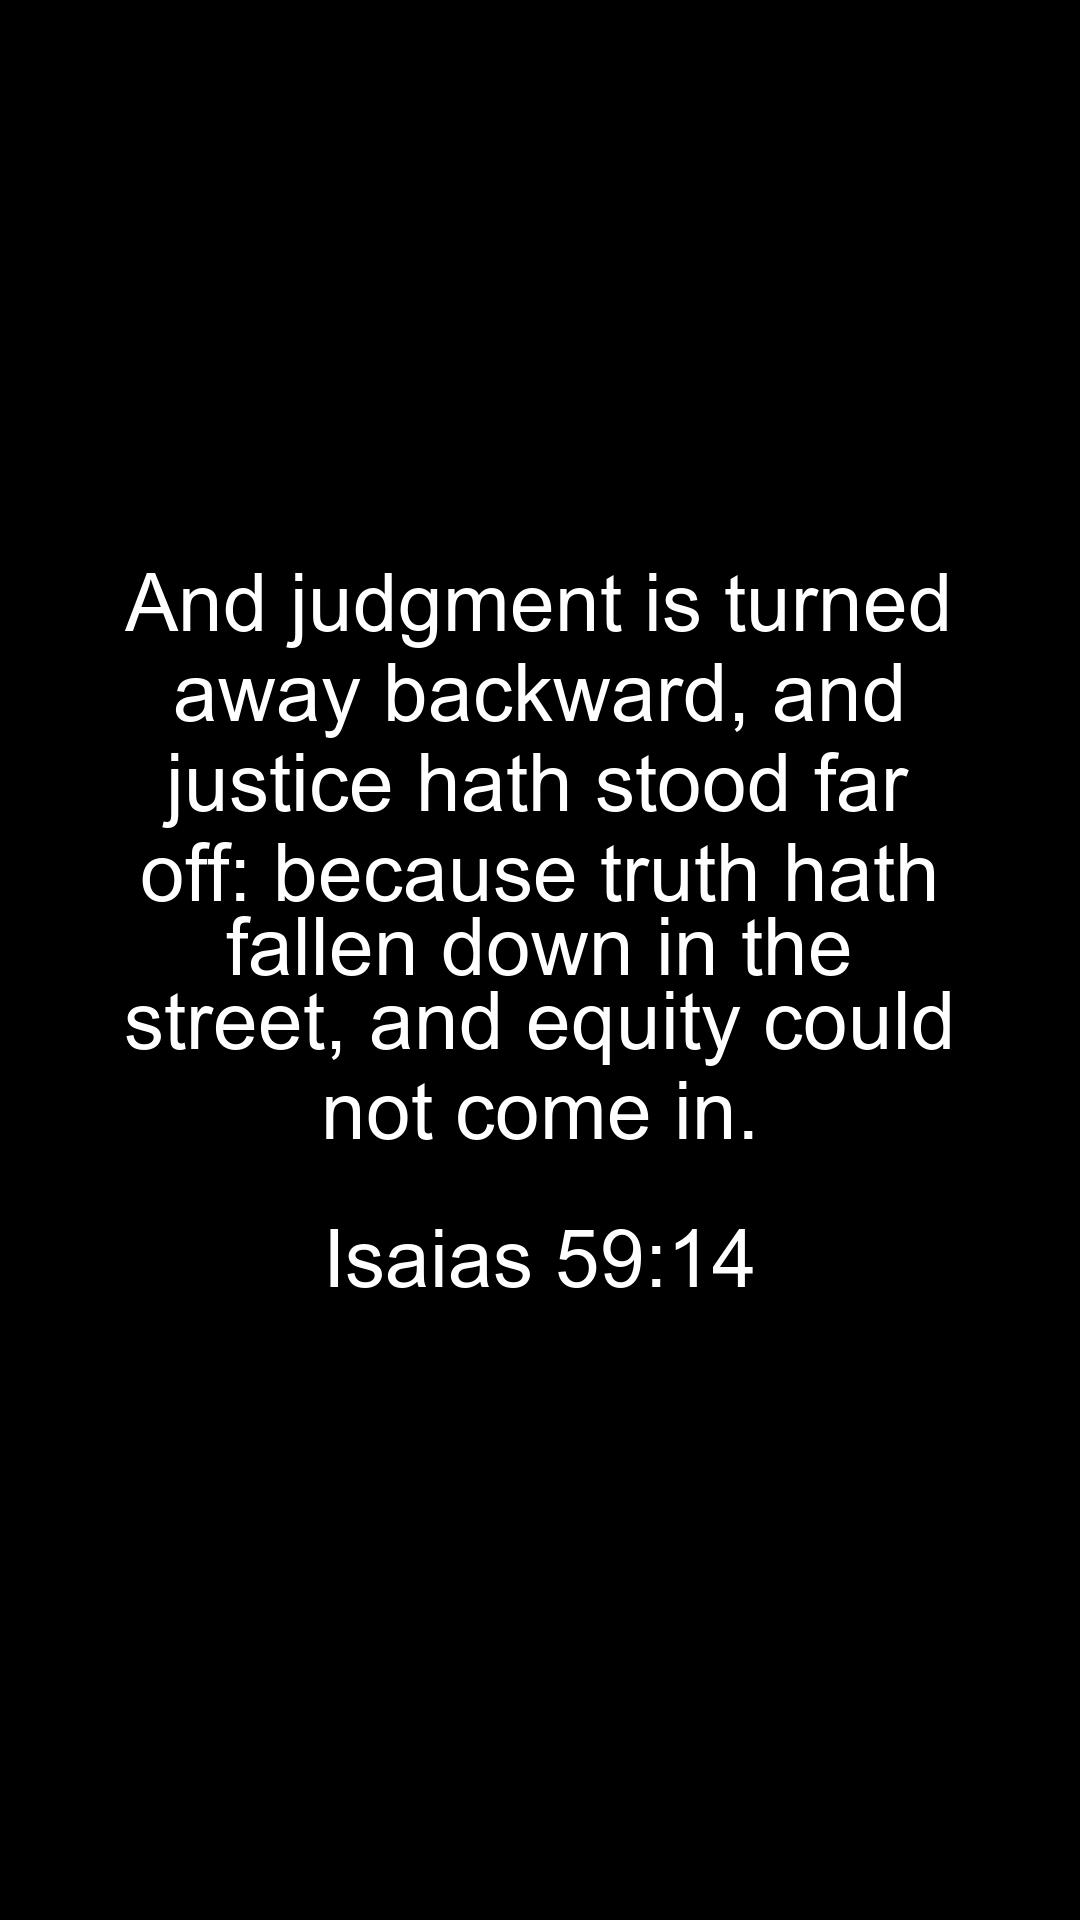 And judgment is turned
away backward, and
justice hath stood far
off: because truth hath
fallen down in the
street, and equity could
not come in.
Isaias 59:14